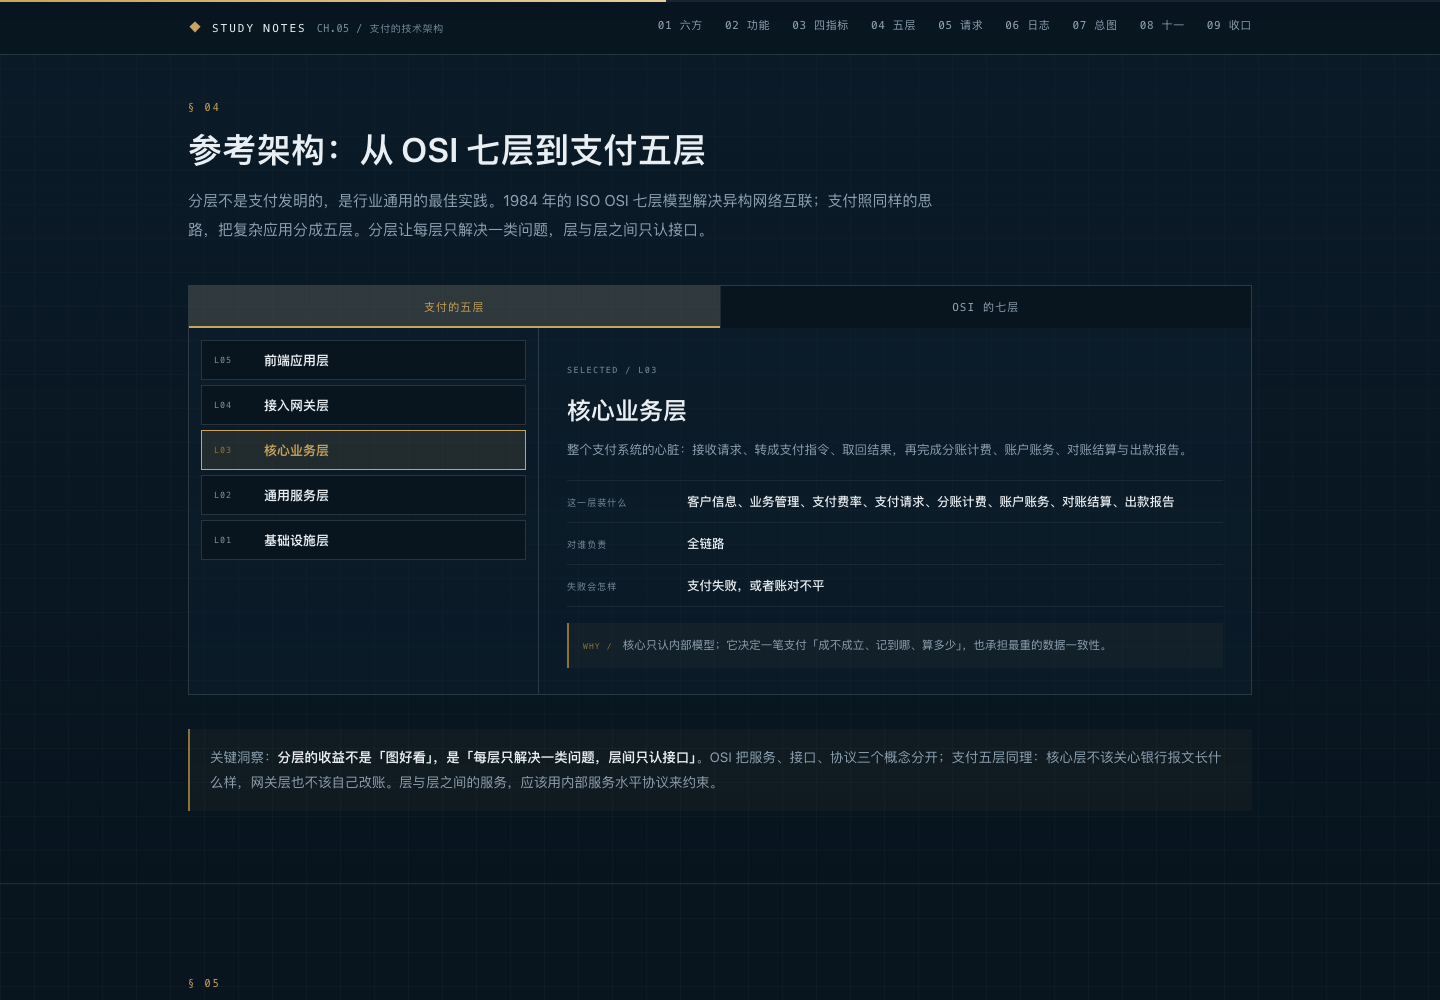 ◆ STUDY NOTES CH.05 / 支付的技术架构
01 六方 02 功能 03 四指标 04 五层 05 请求 06 日志 07 总图 08 十一 09 收口
§ 04
参考架构：从 OSI 七层到支付五层
分层不是支付发明的，是行业通用的最佳实践。1984 年的 ISO OSI 七层模型解决异构网络互联；支付照同样的思
路，把复杂应用分成五层。分层让每层只解决一类问题，层与层之间只认接口。
支付的五层
OSI 的七层
L05 前端应用层
L04 接入网关层
L03 核心业务层
L02 通用服务层
L01 基础设施层
SELECTED / L03
核心业务层
整个支付系统的心脏：接收请求、转成支付指令、取回结果，再完成分账计费、账户账务、对账结算与出款报告。
这一层装什么 客户信息、业务管理、支付费率、支付请求、分账计费、账户账务、对账结算、出款报告
对谁负责 全链路
失败会怎样 支付失败，或者账对不平
WHY / 核心只认内部模型；它决定一笔支付「成不成立、记到哪、算多少」，也承担最重的数据一致性。
关键洞察：分层的收益不是「图好看」，是「每层只解决一类问题，层间只认接口」。OSI 把服务、接口、协议三个概念分开；支付五层同理：核心层不该关心银行报文长什
么样，网关层也不该自己改账。层与层之间的服务，应该用内部服务水平协议来约束。
§ 05